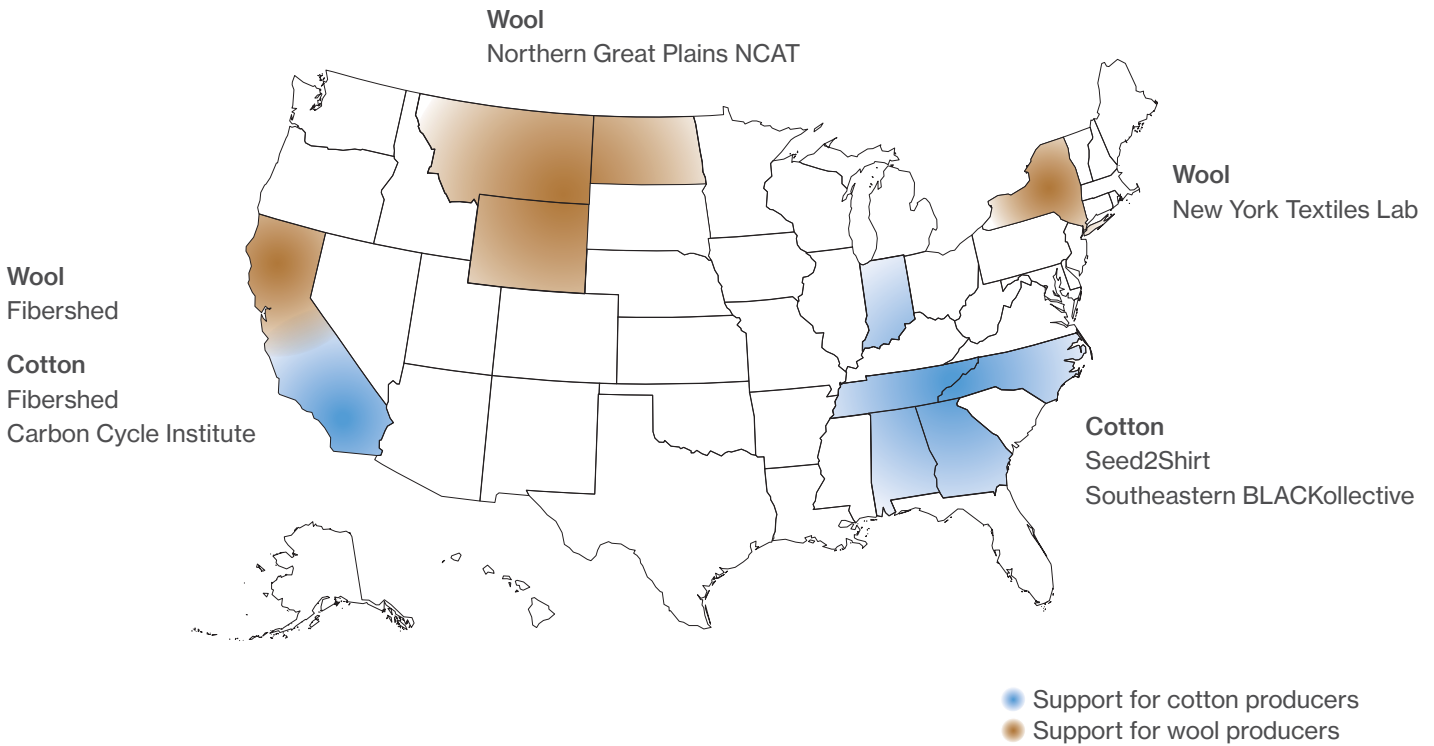 Wool
Northern Great Plains NCAT
Wool
New York Textiles Lab
Wool
Fibershed
Cotton
Fibershed
Carbon Cycle Institute
Cotton
Seed2Shirt
Southeastern BLACKollective
Support for cotton producers
Support for wool producers